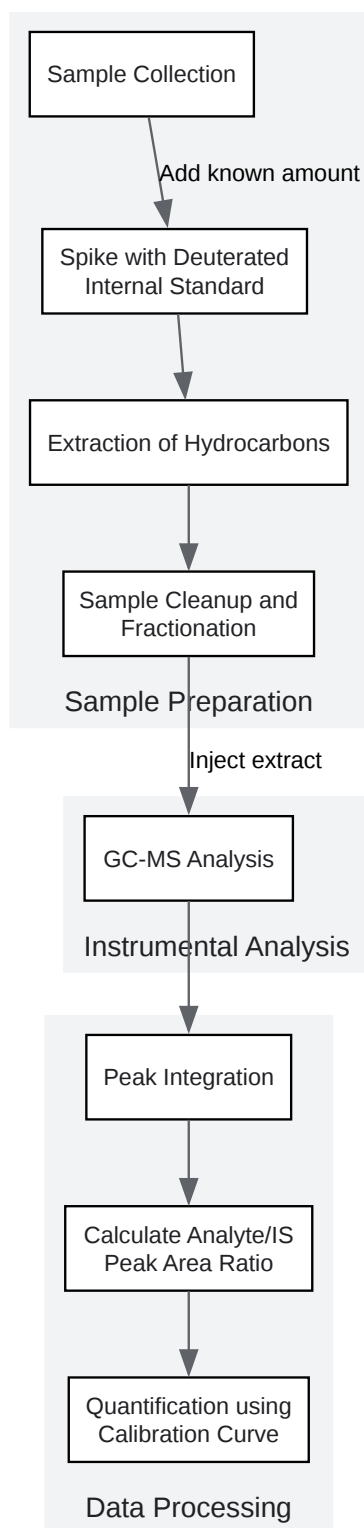 Sample Collection
Add known amount
Spike with Deuterated
Internal Standard
Extraction of Hydrocarbons
Sample Cleanup and
Fractionation
Sample Preparation
Inject extract
GC-MS Analysis
Instrumental Analysis
Peak Integration
Calculate Analyte/IS
Peak Area Ratio
Quantification using
Calibration Curve
Data Processing